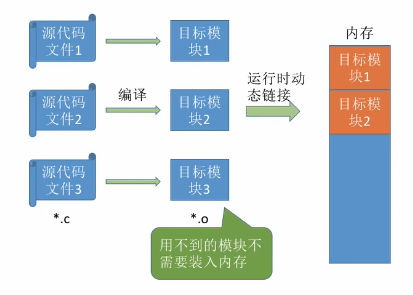 源代码
文件1
目标模
块1
内存
目标模
块1
源代码
文件2
编译
目标模
块2
运行时动
态链接
目标模
块2
源代码
文件3
目标模
块3
*.c
*.o
用不到的模块不
需要装入内存